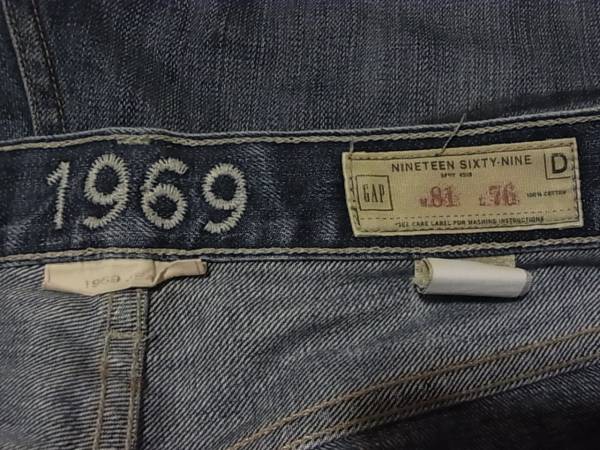 1969
NINETEEN SIXTY-NINE
D
GAP
W 81 L 76
100% COTTON
*SEE CARE LABEL FOR WASHING INSTRUCTIONS
1969